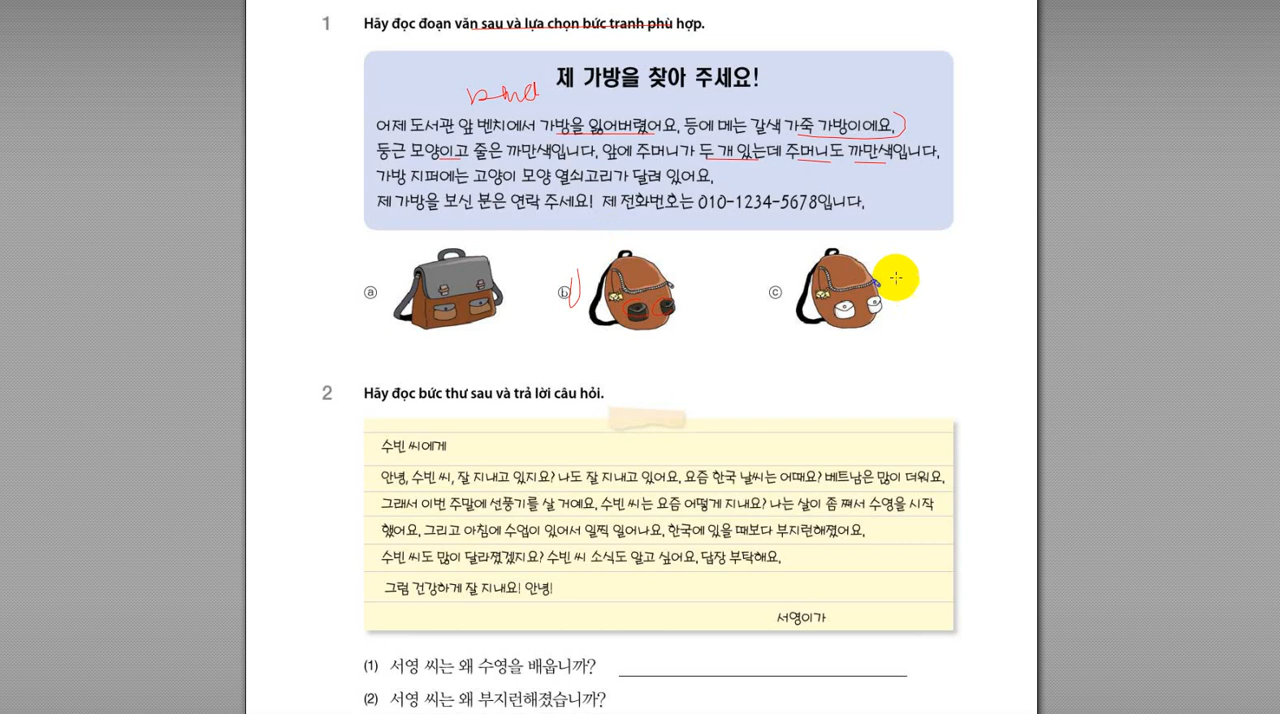 1 Hãy đọc đoạn văn sau và lựa chọn bức tranh phù hợp.
제 가방을 찾아 주세요!
어제 도서관 앞 벤치에서 가방을 잃어버렸어요. 등에 메는 갈색 가죽 가방이에요.
둥근 모양이고 줄은 까만색입니다. 앞에 주머니가 두 개 있는데 주머니도 까만색입니다.
가방 지퍼에는 고양이 모양 열쇠고리가 달려 있어요.
제 가방을 보신 분은 연락 주세요! 제 전화번호는 010-1234-5678입니다.
ⓐ ⓑ ⓒ
2 Hãy đọc bức thư sau và trả lời câu hỏi.
수빈 씨에게
안녕, 수빈 씨, 잘 지내고 있지요? 나도 잘 지내고 있어요. 요즘 한국 날씨는 어때요? 베트남은 많이 더워요.
그래서 이번 주말에 선풍기를 살 거예요. 수빈 씨는 요즘 어떻게 지내요? 나는 살이 좀 쪄서 수영을 시작
했어요. 그리고 아침에 수업이 있어서 일찍 일어나요. 한국에 있을 때보다 부지런해졌어요.
수빈 씨도 많이 달라졌겠지요? 수빈 씨 소식도 알고 싶어요. 답장 부탁해요.
그럼 건강하게 잘 지내요! 안녕!
서영이가
(1) 서영 씨는 왜 수영을 배웁니까?
(2) 서영 씨는 왜 부지런해졌습니까?